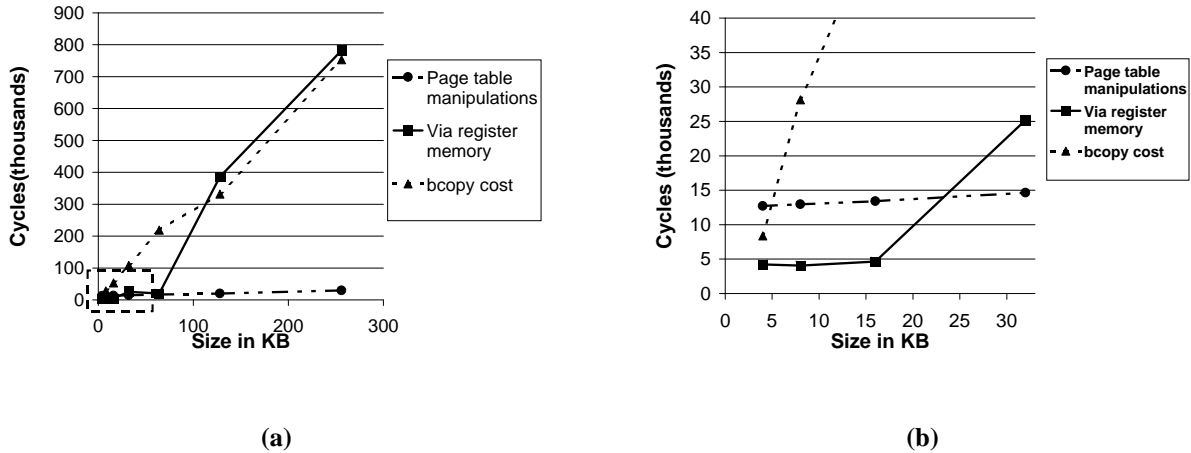 900
800
700
600
500
400
300
200
100
0
Cycles(thousands)
0
100
200
300
Size in KB
Page table
manipulations
Via register
memory
bcopy cost
(a)
40
35
30
25
20
15
10
5
0
Cycles (thousands)
0
5
10
15
20
25
30
Size in KB
Page table
manipulations
Via register
memory
bcopy cost
(b)